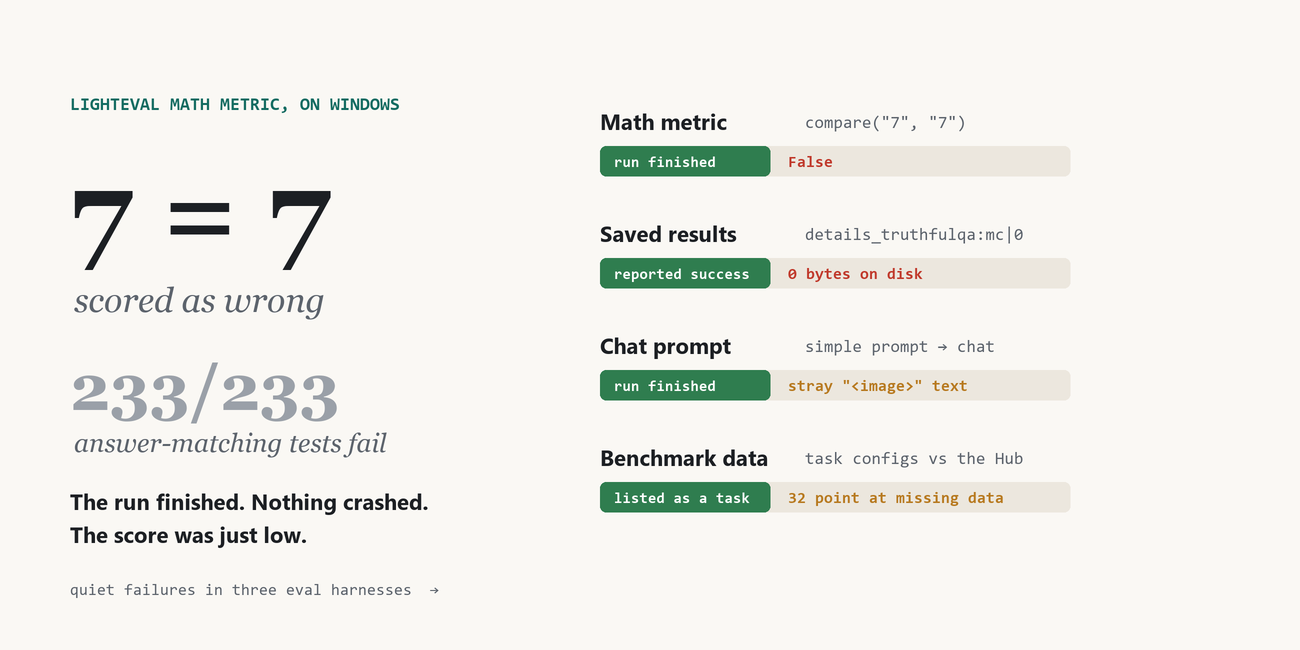 LIGHTEVAL MATH METRIC, ON WINDOWS
7 = 7
scored as wrong
233/233
answer-matching tests fail
The run finished. Nothing crashed.
The score was just low.
quiet failures in three eval harnesses →
Math metric compare("7", "7")
run finished False
Saved results details_truthfulqa:mc|0
reported success 0 bytes on disk
Chat prompt simple prompt → chat
run finished stray "<image>" text
Benchmark data task configs vs the Hub
listed as a task 32 point at missing data